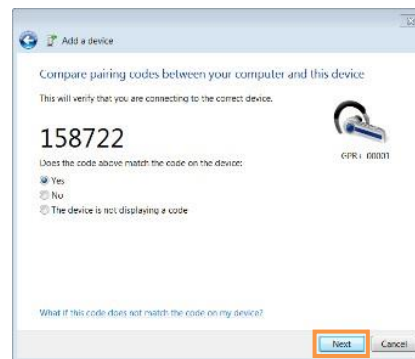 Add a device
Compare pairing codes between your computer and this device
This will verify that you are connecting to the correct device.
158722
Does the code above match the code on the device:
GPR1 00001
Yes
No
The device is not displaying a code
What if this code does not match the code on my device?
Next
Cancel